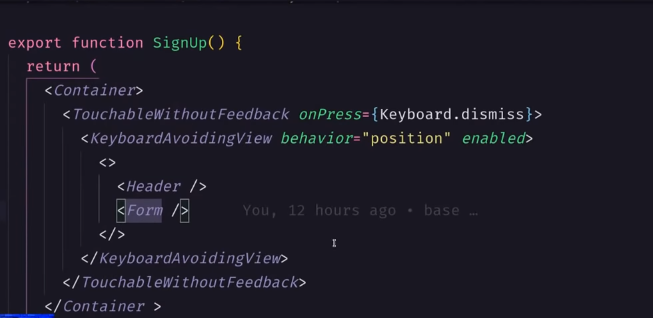 export function SignUp() {
return (
<Container>
<TouchableWithoutFeedback onPress={Keyboard.dismiss}>
<KeyboardAvoidingView behavior="position" enabled>
<>
<Header />
<Form /> You, 12 hours ago • base …
</>
</KeyboardAvoidingView>
</TouchableWithoutFeedback>
</Container >